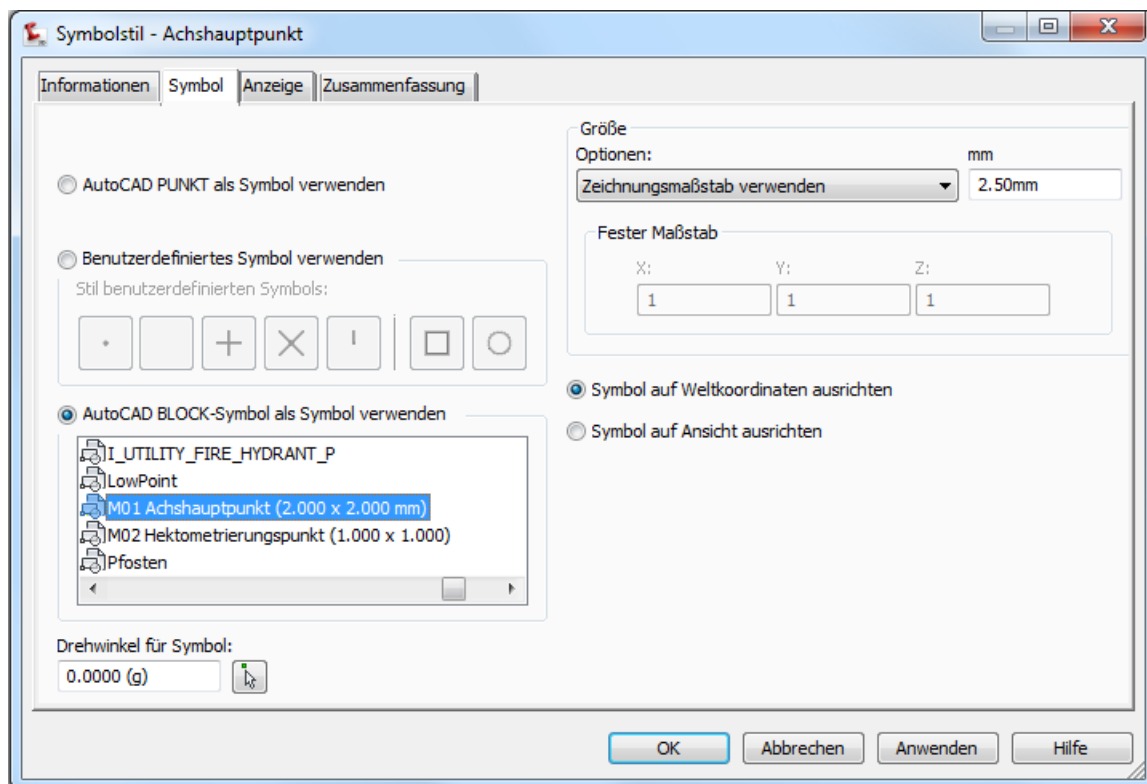 Symbolstil - Achshauptpunkt
Informationen Symbol Anzeige Zusammenfassung
AutoCAD PUNKT als Symbol verwenden
Benutzerdefiniertes Symbol verwenden
Stil benutzerdefinierten Symbols:
AutoCAD BLOCK-Symbol als Symbol verwenden
I_UTILITY_FIRE_HYDRANT_P
LowPoint
M01 Achshauptpunkt (2.000 x 2.000 mm)
M02 Hektometrierungspunkt (1.000 x 1.000)
Pfosten
Drehwinkel für Symbol:
0.0000 (g)
Größe
Optionen: mm
Zeichnungsmaßstab verwenden 2.50mm
Fester Maßstab
X: Y: Z:
1 1 1
Symbol auf Weltkoordinaten ausrichten
Symbol auf Ansicht ausrichten
OK Abbrechen Anwenden Hilfe